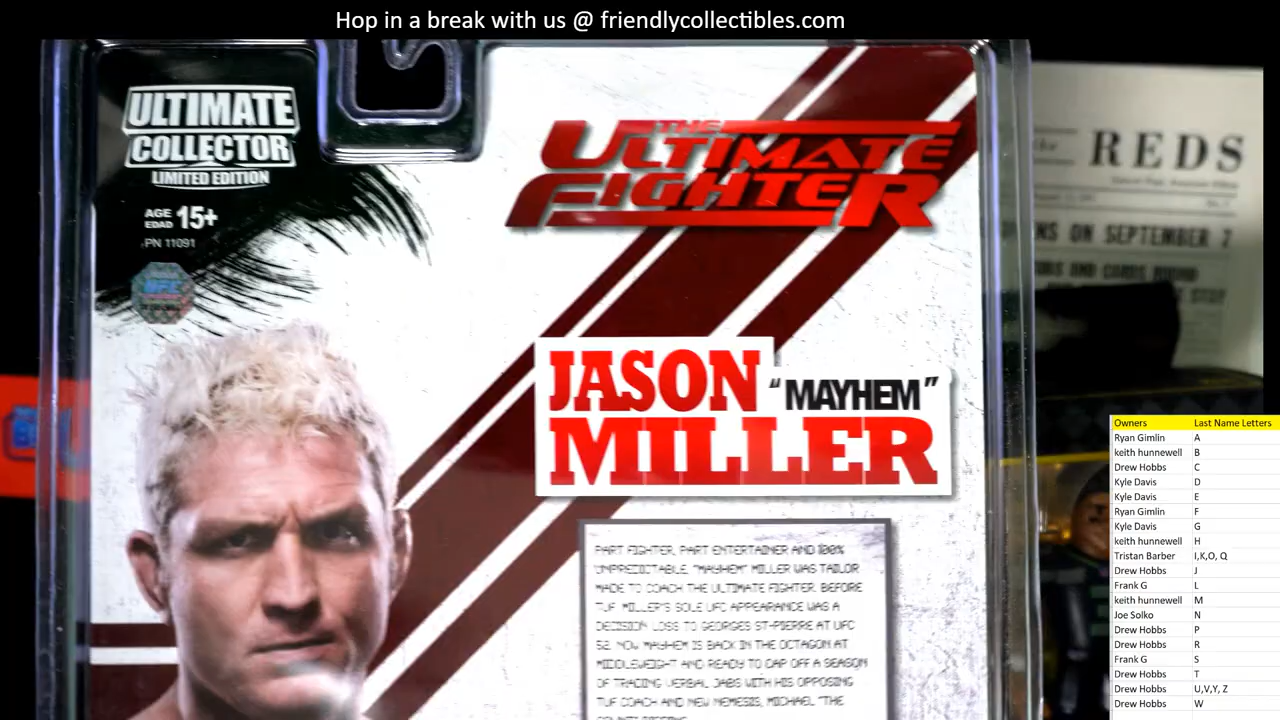 Hop in a break with us @ friendlycollectibles.com
ULTIMATE
COLLECTOR
LIMITED EDITION
AGE
EDAD 15+
PN 11091
UFC
THE
ULTIMATE
FIGHTER
JASON "MAYHEM"
MILLER
PART FIGHTER, PART ENTERTAINER AND 100%
UNPREDICTABLE, "MAYHEM" MILLER WAS TAILOR
MADE TO COACH THE ULTIMATE FIGHTER. BEFORE
TUF MILLER'S SOLE UFC APPEARANCE WAS A
DECISION LOSS TO GEORGES ST-PIERRE AT UFC
52. NOW MAYHEM IS BACK IN THE OCTAGON AT
MIDDLEWEIGHT AND READY TO CAP OFF A SEASON
OF TRADING VERBAL JABS WITH HIS OPPOSING
TUF COACH AND NEW NEMESIS, MICHAEL "THE
REDS
NS ON SEPTEMBER 7
AND CARDS
Owners Last Name Letters
Ryan Gimlin A
keith hunnewell B
Drew Hobbs C
Kyle Davis D
Kyle Davis E
Ryan Gimlin F
Kyle Davis G
keith hunnewell H
Tristan Barber I,K,O, Q
Drew Hobbs J
Frank G L
keith hunnewell M
Joe Solko N
Drew Hobbs P
Drew Hobbs R
Frank G S
Drew Hobbs T
Drew Hobbs U,V,Y, Z
Drew Hobbs W